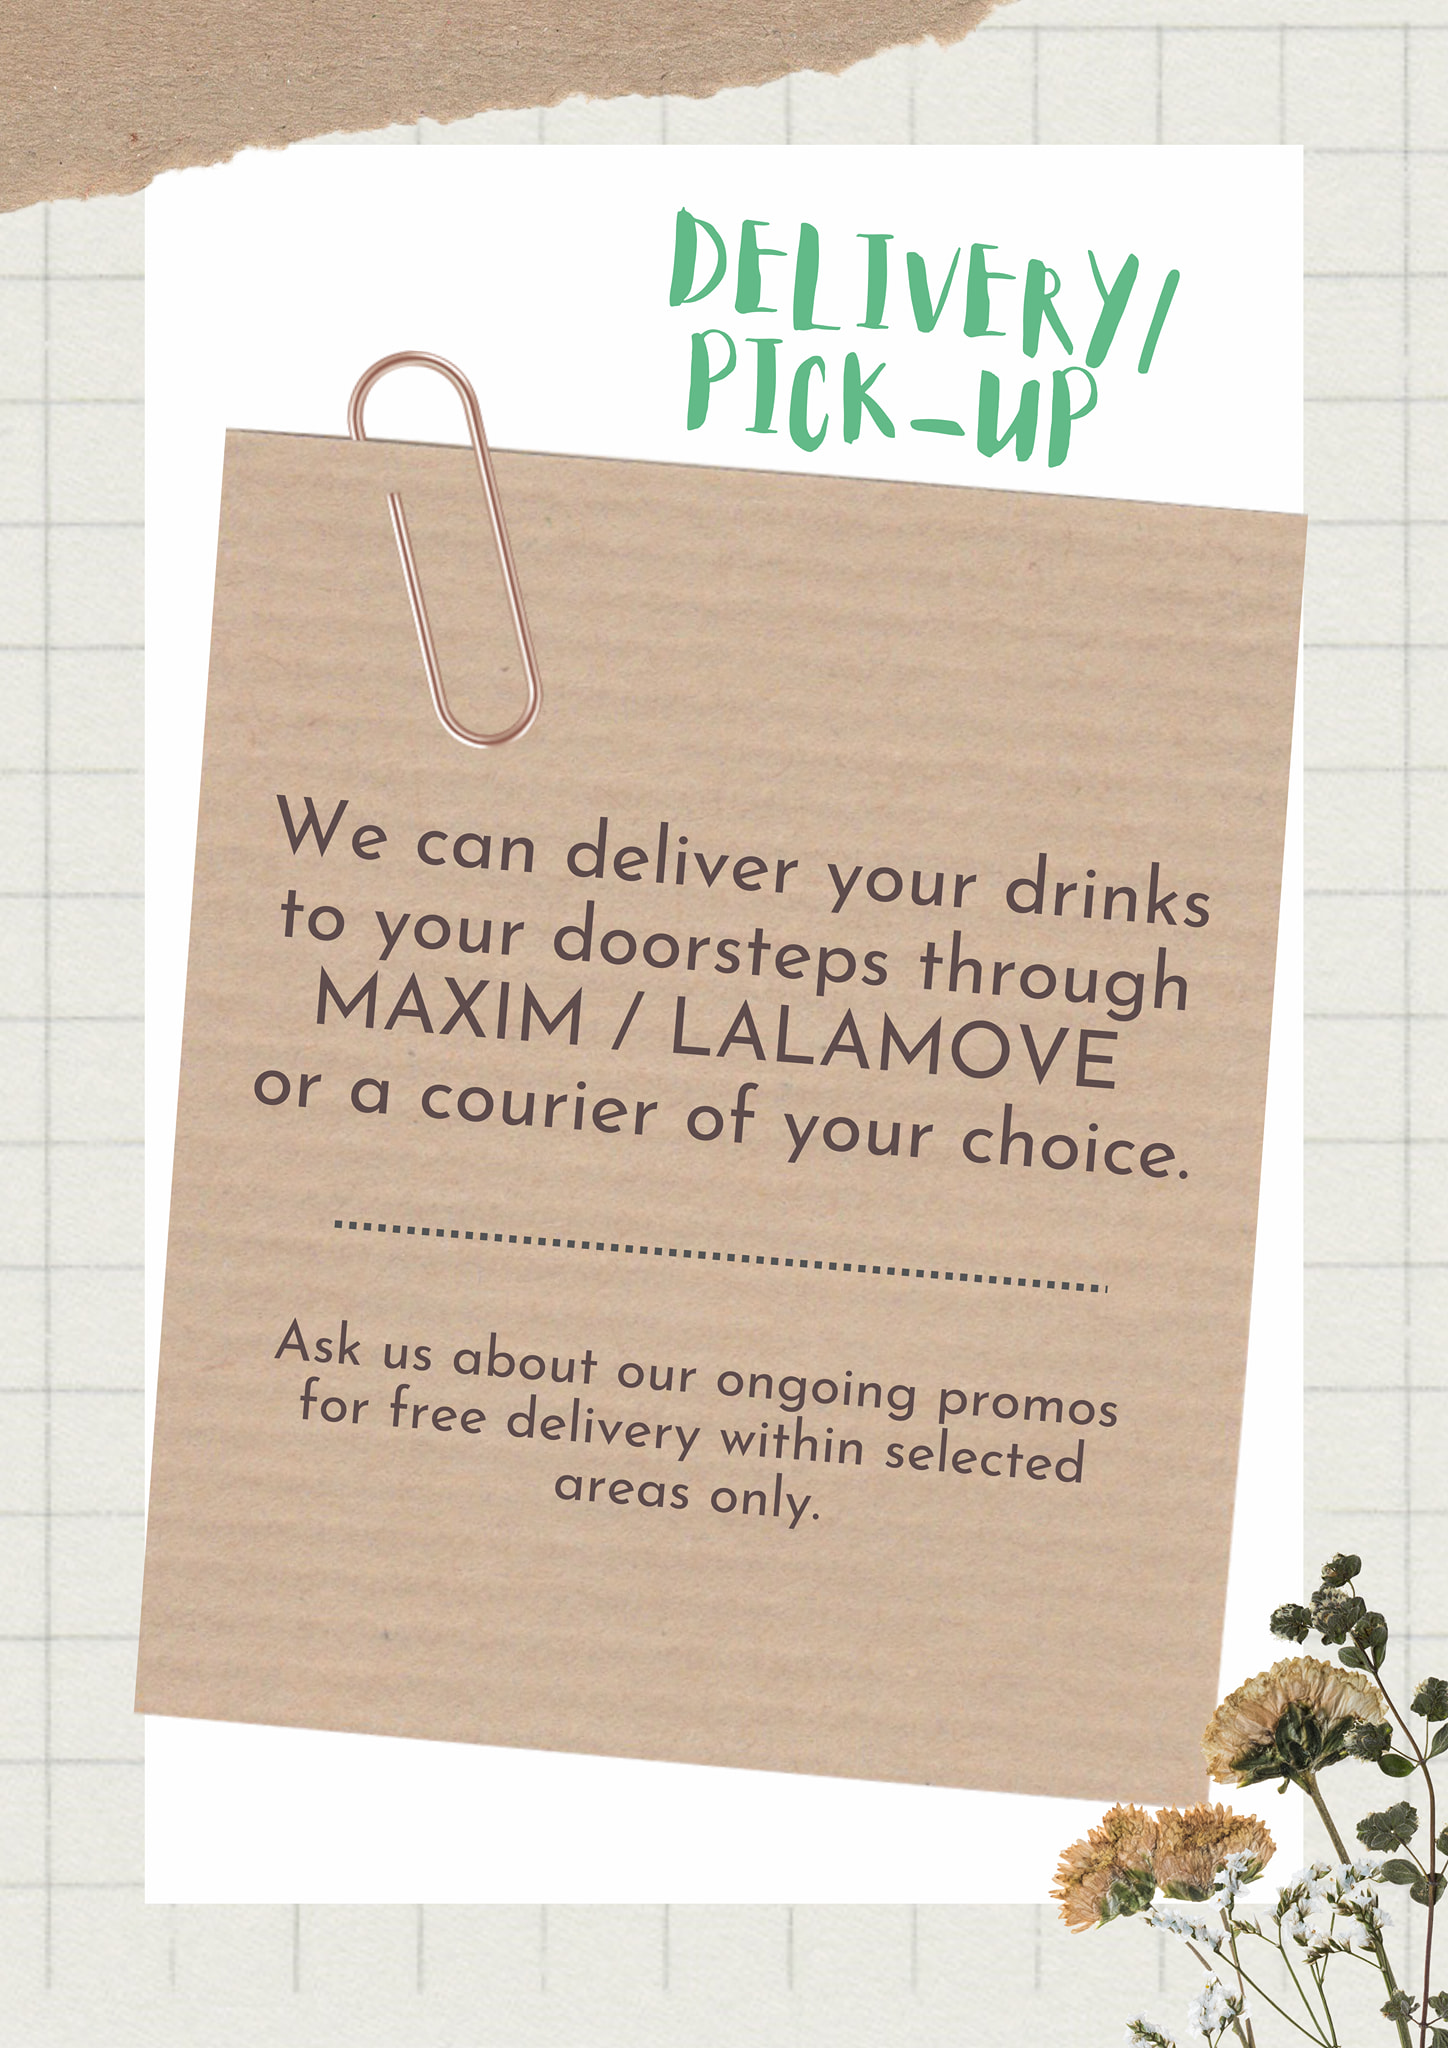 DELIVERY/
PICK-UP
We can deliver your drinks
to your doorsteps through
MAXIM / LALAMOVE
or a courier of your choice.
Ask us about our ongoing promos
for free delivery within selected
areas only.